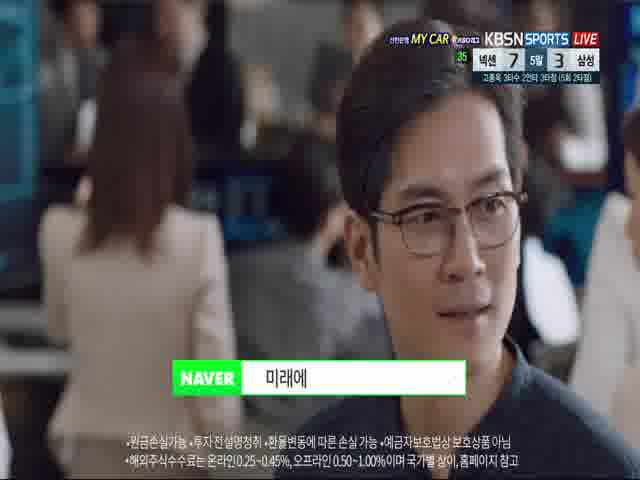 신한은행 MY CAR KBO리그 KBSN SPORTS LIVE
35
넥센 7 5말 3 삼성
고종욱 3타수 2안타 3타점 (5회 2타점)
NAVER 미래에
•원금손실가능 •투자 전 설명청취 •환율변동에 따른 손실 가능 •예금자보호법상 보호상품 아님
•해외주식수수료는 온라인 0.25~0.45%, 오프라인 0.50~1.00%이며 국가별 상이, 홈페이지 참고